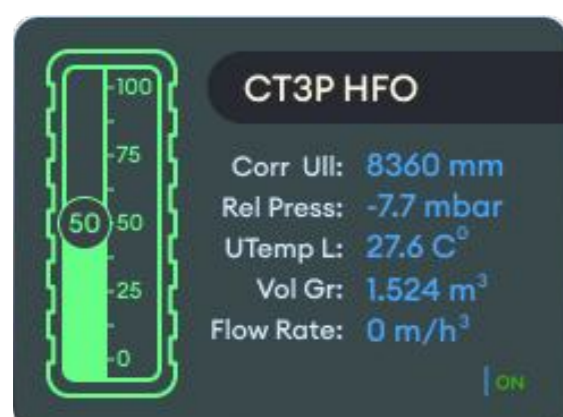 CT3P HFO
100
75
50 50
25
0
Corr Ull: 8360 mm
Rel Press: -7.7 mbar
UTemp L: 27.6 C⁰
Vol Gr: 1.524 m³
Flow Rate: 0 m/h³
ON